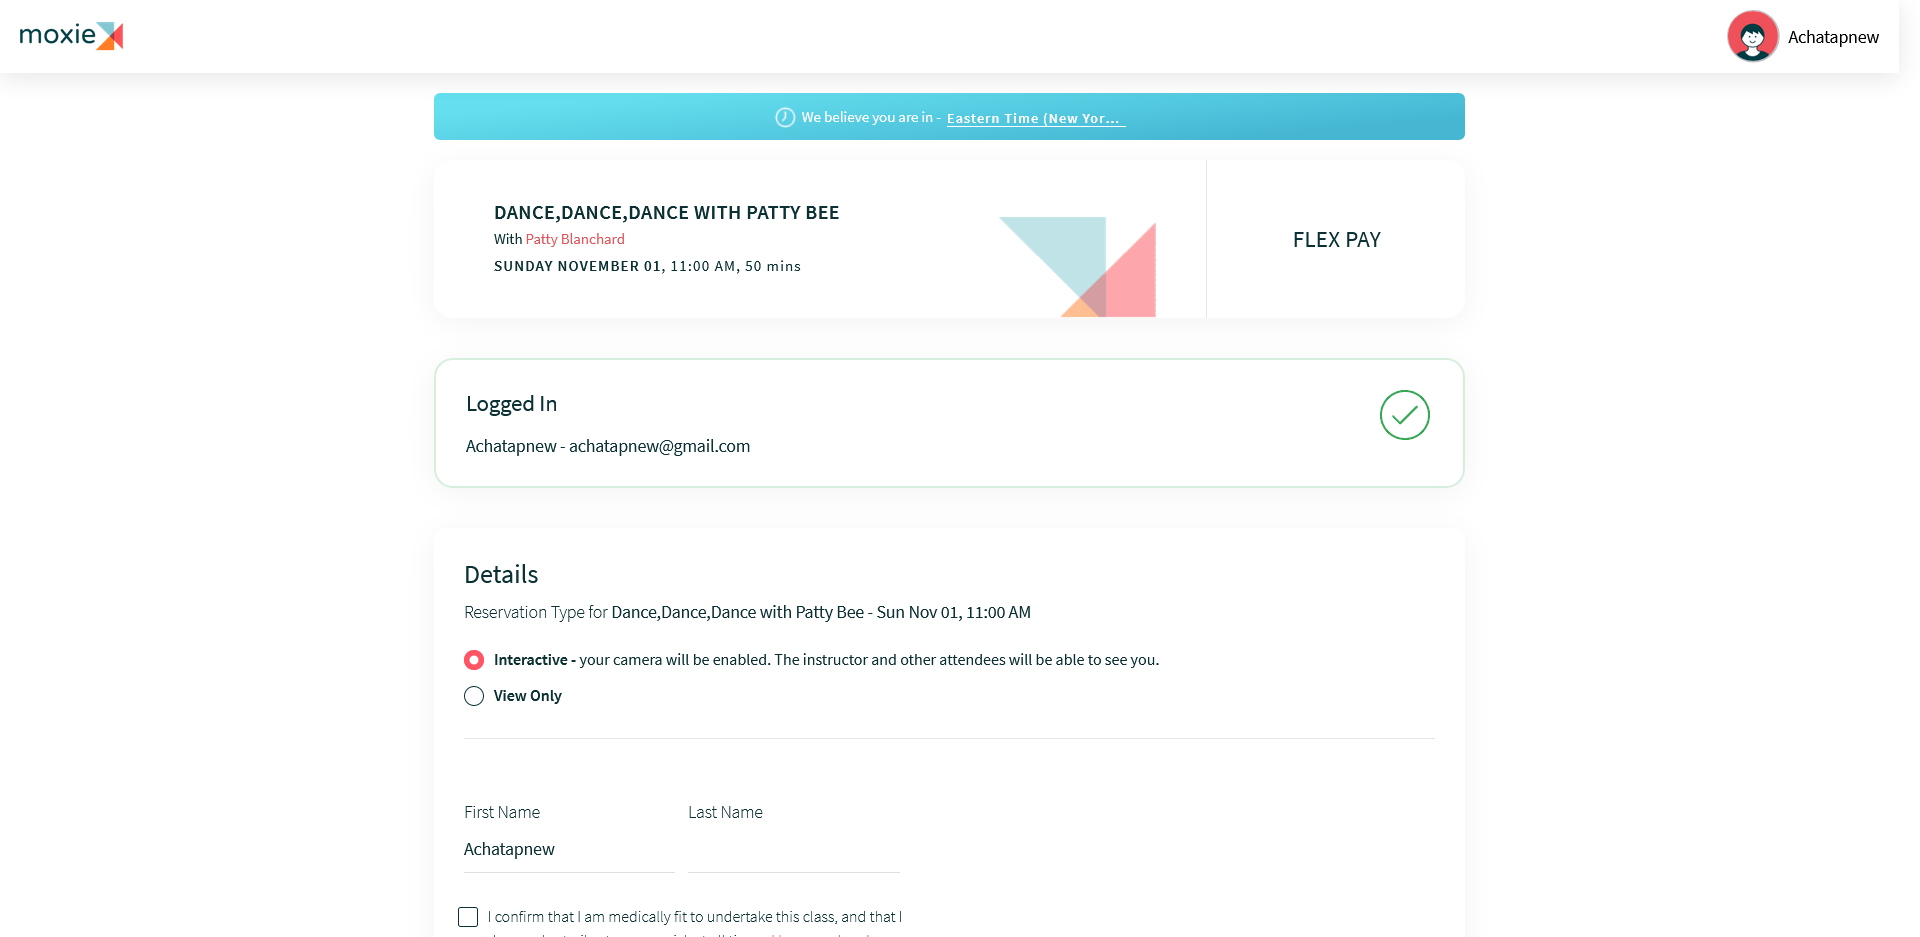 moxie
Achatapnew
We believe you are in - Eastern Time (New Yor...
DANCE,DANCE,DANCE WITH PATTY BEE
With Patty Blanchard
SUNDAY NOVEMBER 01, 11:00 AM, 50 mins
FLEX PAY
Logged In
Achatapnew - achatapnew@gmail.com
Details
Reservation Type for Dance,Dance,Dance with Patty Bee - Sun Nov 01, 11:00 AM
Interactive - your camera will be enabled. The instructor and other attendees will be able to see you.
View Only
First Name
Last Name
Achatapnew
I confirm that I am medically fit to undertake this class, and that I